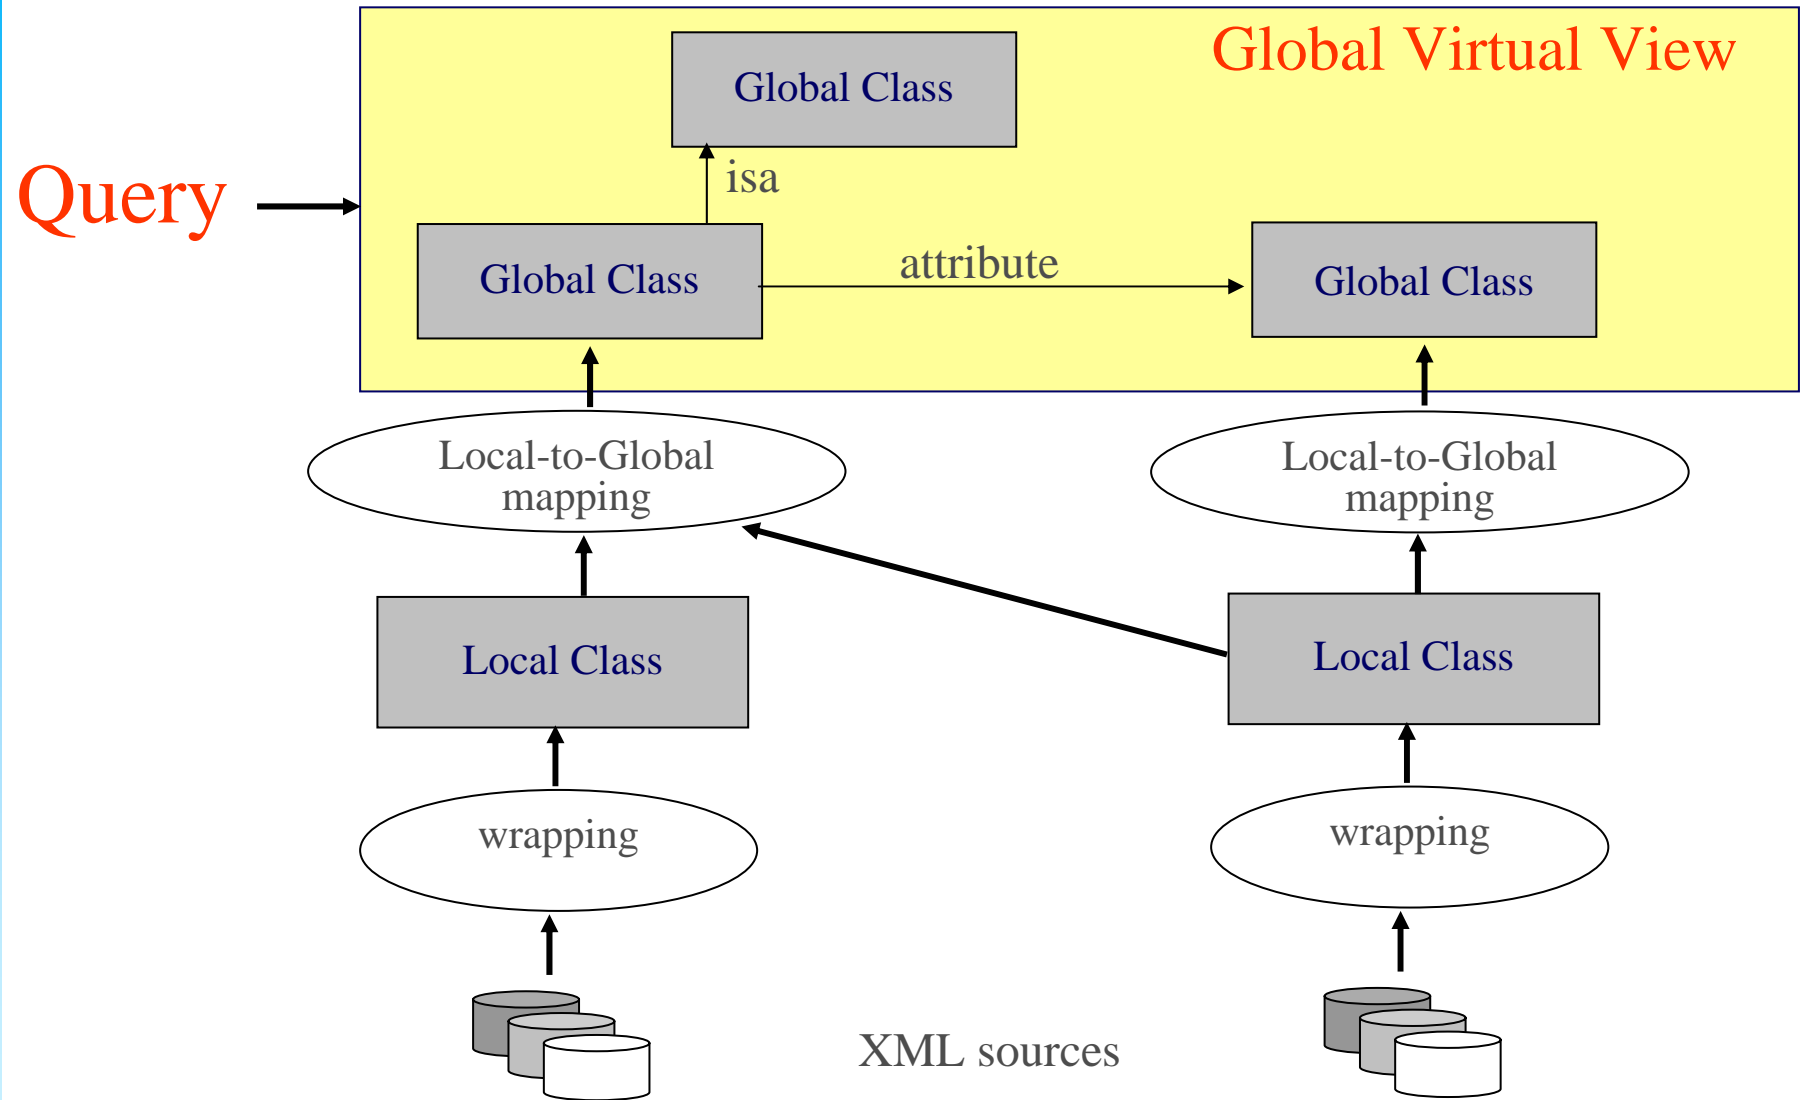 Global Virtual View
Global Class
isa
Query
attribute
Global Class
Global Class
Local-to-Global
mapping
Local-to-Global
mapping
Local Class
Local Class
wrapping
wrapping
XML sources